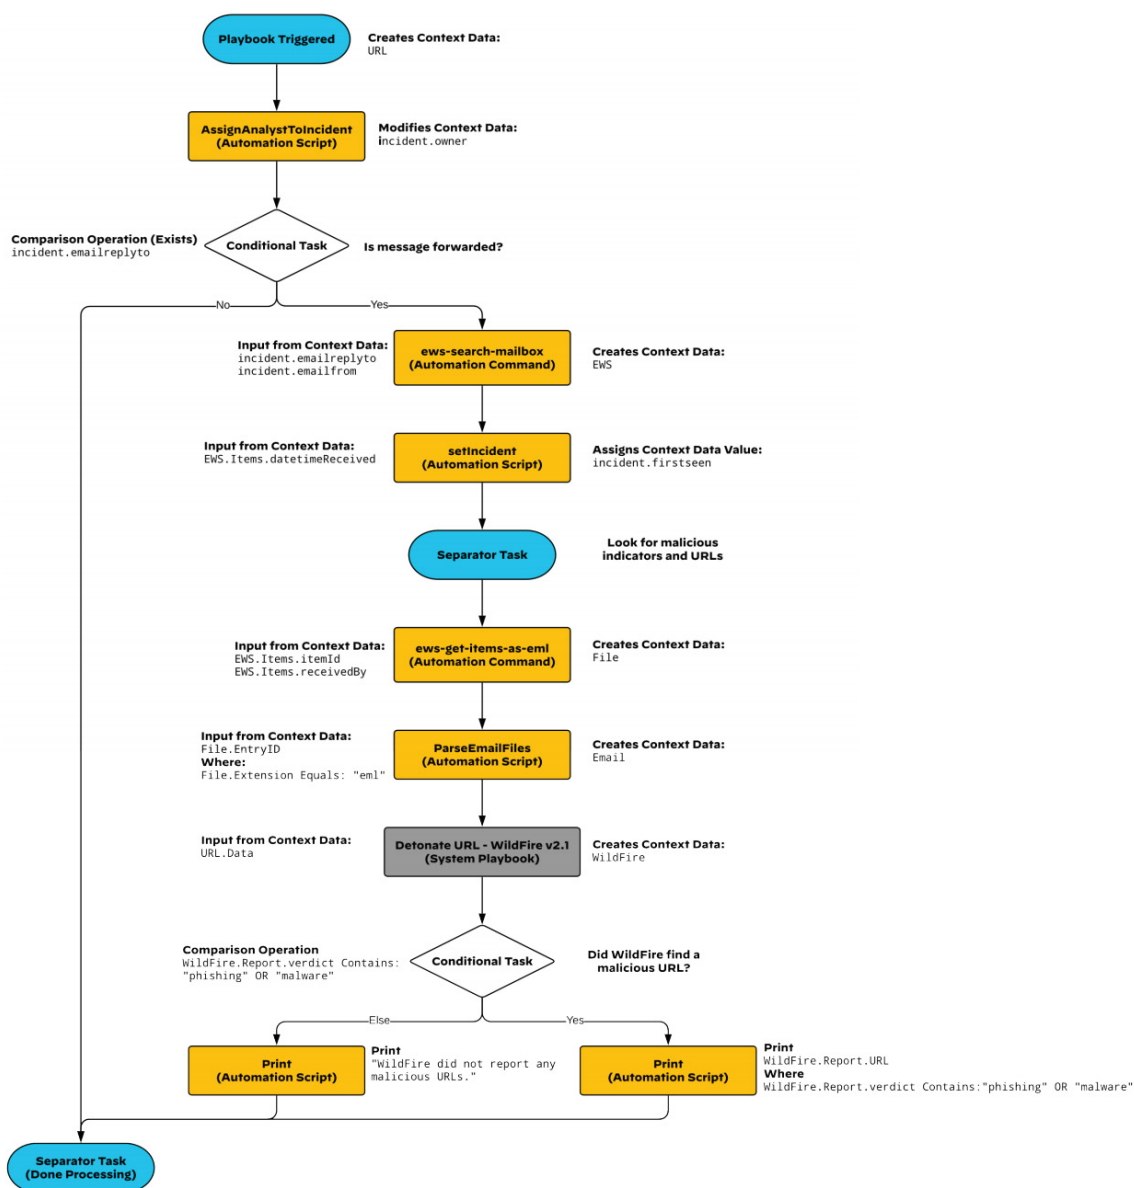 Playbook Triggered
Creates Context Data:
URL
AssignAnalystToIncident
(Automation Script)
Modifies Context Data:
incident.owner
Comparison Operation (Exists)
incident.emailreplyto
Conditional Task
Is message forwarded?
No
Yes
Input from Context Data:
incident.emailreplyto
incident.emailfrom
ews-search-mailbox
(Automation Command)
Creates Context Data:
EWS
Input from Context Data:
EWS.Items.datetimeReceived
setIncident
(Automation Script)
Assigns Context Data Value:
incident.firstseen
Separator Task
Look for malicious
indicators and URLs
Input from Context Data:
EWS.Items.itemId
EWS.Items.receivedBy
ews-get-items-as-eml
(Automation Command)
Creates Context Data:
File
Input from Context Data:
File.EntryID
Where:
File.Extension Equals: "eml"
ParseEmailFiles
(Automation Script)
Creates Context Data:
Email
Input from Context Data:
URL.Data
Detonate URL - WildFire v2.1
(System Playbook)
Creates Context Data:
WildFire
Comparison Operation
WildFire.Report.verdict Contains:
"phishing" OR "malware"
Conditional Task
Did WildFire find a
malicious URL?
Else
Yes
Print
(Automation Script)
Print
"WildFire did not report any
malicious URLs."
Print
(Automation Script)
Print
WildFire.Report.URL
Where
WildFire.Report.verdict Contains:"phishing" OR "malware"
Separator Task
(Done Processing)